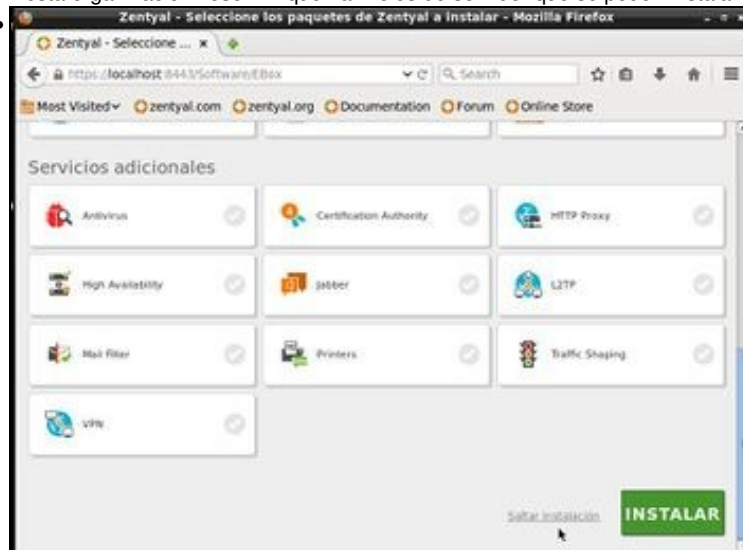 Zentyal - Seleccione los paquetes de Zentyal a instalar - Mozilla Firefox
Zentyal - Seleccione ... ×
https://localhost:8443/Software/EBox
Search
Most Visited
zentyal.com
zentyal.org
Documentation
Forum
Online Store
Servicios adicionales
Antivirus
Certification Authority
HTTP Proxy
High Availability
Jabber
L2TP
Mail Filter
Printers
Traffic Shaping
VPN
Saltar instalación
INSTALAR